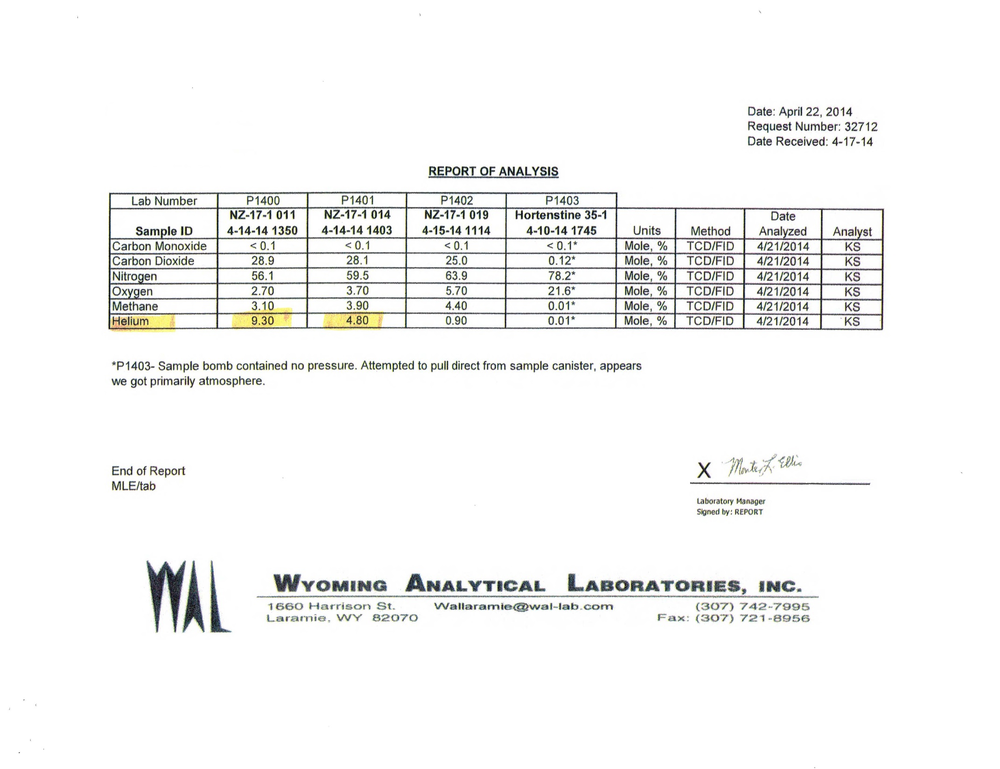 Date: April 22, 2014
Request Number: 32712
Date Received: 4-17-14
REPORT OF ANALYSIS
Lab Number P1400 P1401 P1402 P1403
NZ-17-1 011 NZ-17-1 014 NZ-17-1 019 Hortenstine 35-1 Date
Sample ID 4-14-14 1350 4-14-14 1403 4-15-14 1114 4-10-14 1745 Units Method Analyzed Analyst
Carbon Monoxide < 0.1 < 0.1 < 0.1 < 0.1* Mole, % TCD/FID 4/21/2014 KS
Carbon Dioxide 28.9 28.1 25.0 0.12* Mole, % TCD/FID 4/21/2014 KS
Nitrogen 56.1 59.5 63.9 78.2* Mole, % TCD/FID 4/21/2014 KS
Oxygen 2.70 3.70 5.70 21.6* Mole, % TCD/FID 4/21/2014 KS
Methane 3.10 3.90 4.40 0.01* Mole, % TCD/FID 4/21/2014 KS
Helium 9.30 4.80 0.90 0.01* Mole, % TCD/FID 4/21/2014 KS
*P1403- Sample bomb contained no pressure. Attempted to pull direct from sample canister, appears
we got primarily atmosphere.
End of Report
MLE/tab
X Monte L. Ellis
Laboratory Manager
Signed by: REPORT
WAL
WYOMING ANALYTICAL LABORATORIES, INC.
1660 Harrison St. Wallaramie@wal-lab.com (307) 742-7995
Laramie, WY 82070 Fax: (307) 721-8956